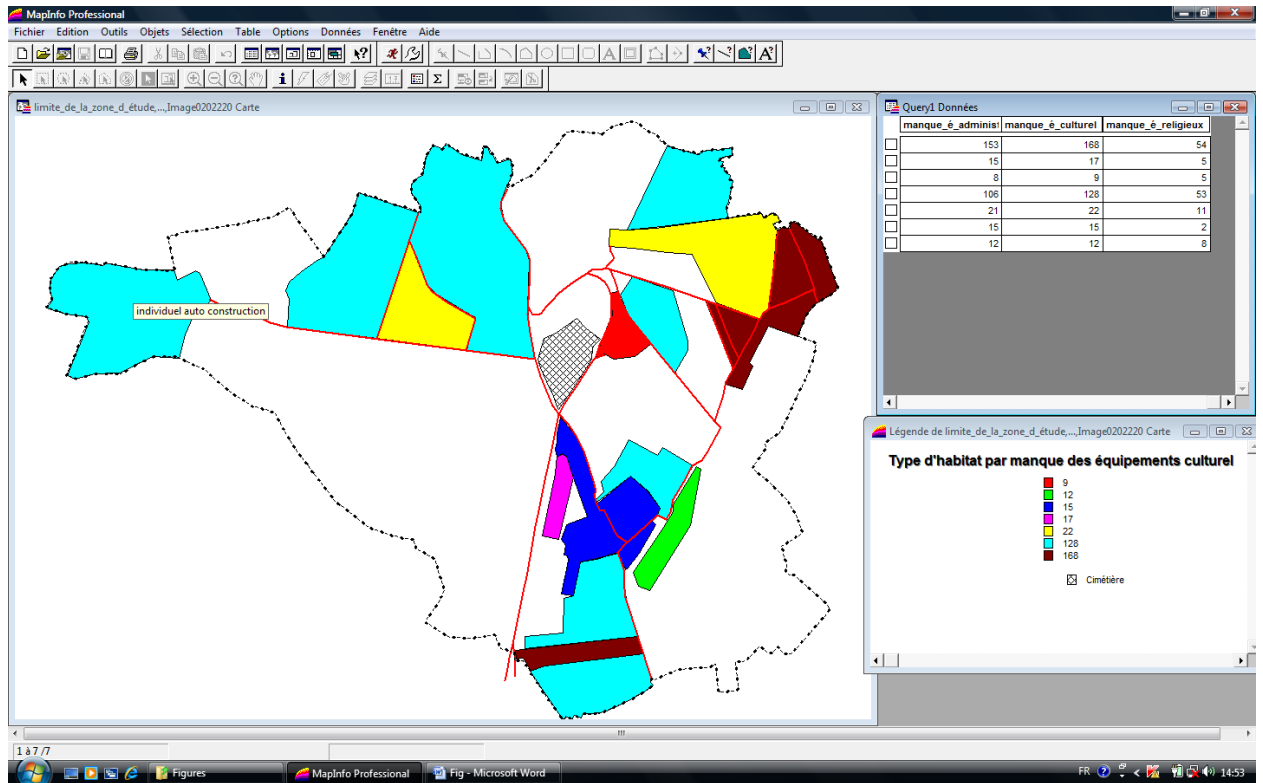 MapInfo Professional
Fichier Edition Outils Objets Sélection Table Options Données Fenêtre Aide
limite_de_la_zone_d_étude,...,Image0202220 Carte
individuel auto construction
Query1 Données
manque_é_administ manque_é_culturel manque_é_religieux
153 168 54
15 17 5
8 9 5
106 128 53
21 22 11
15 15 2
12 12 8
Légende de limite_de_la_zone_d_étude,...,Image0202220 Carte
Type d'habitat par manque des équipements culturel
9
12
15
17
22
128
168
Cimétière
1 à 7 /7
Figures
MapInfo Professional
Fig - Microsoft Word
FR
14:53